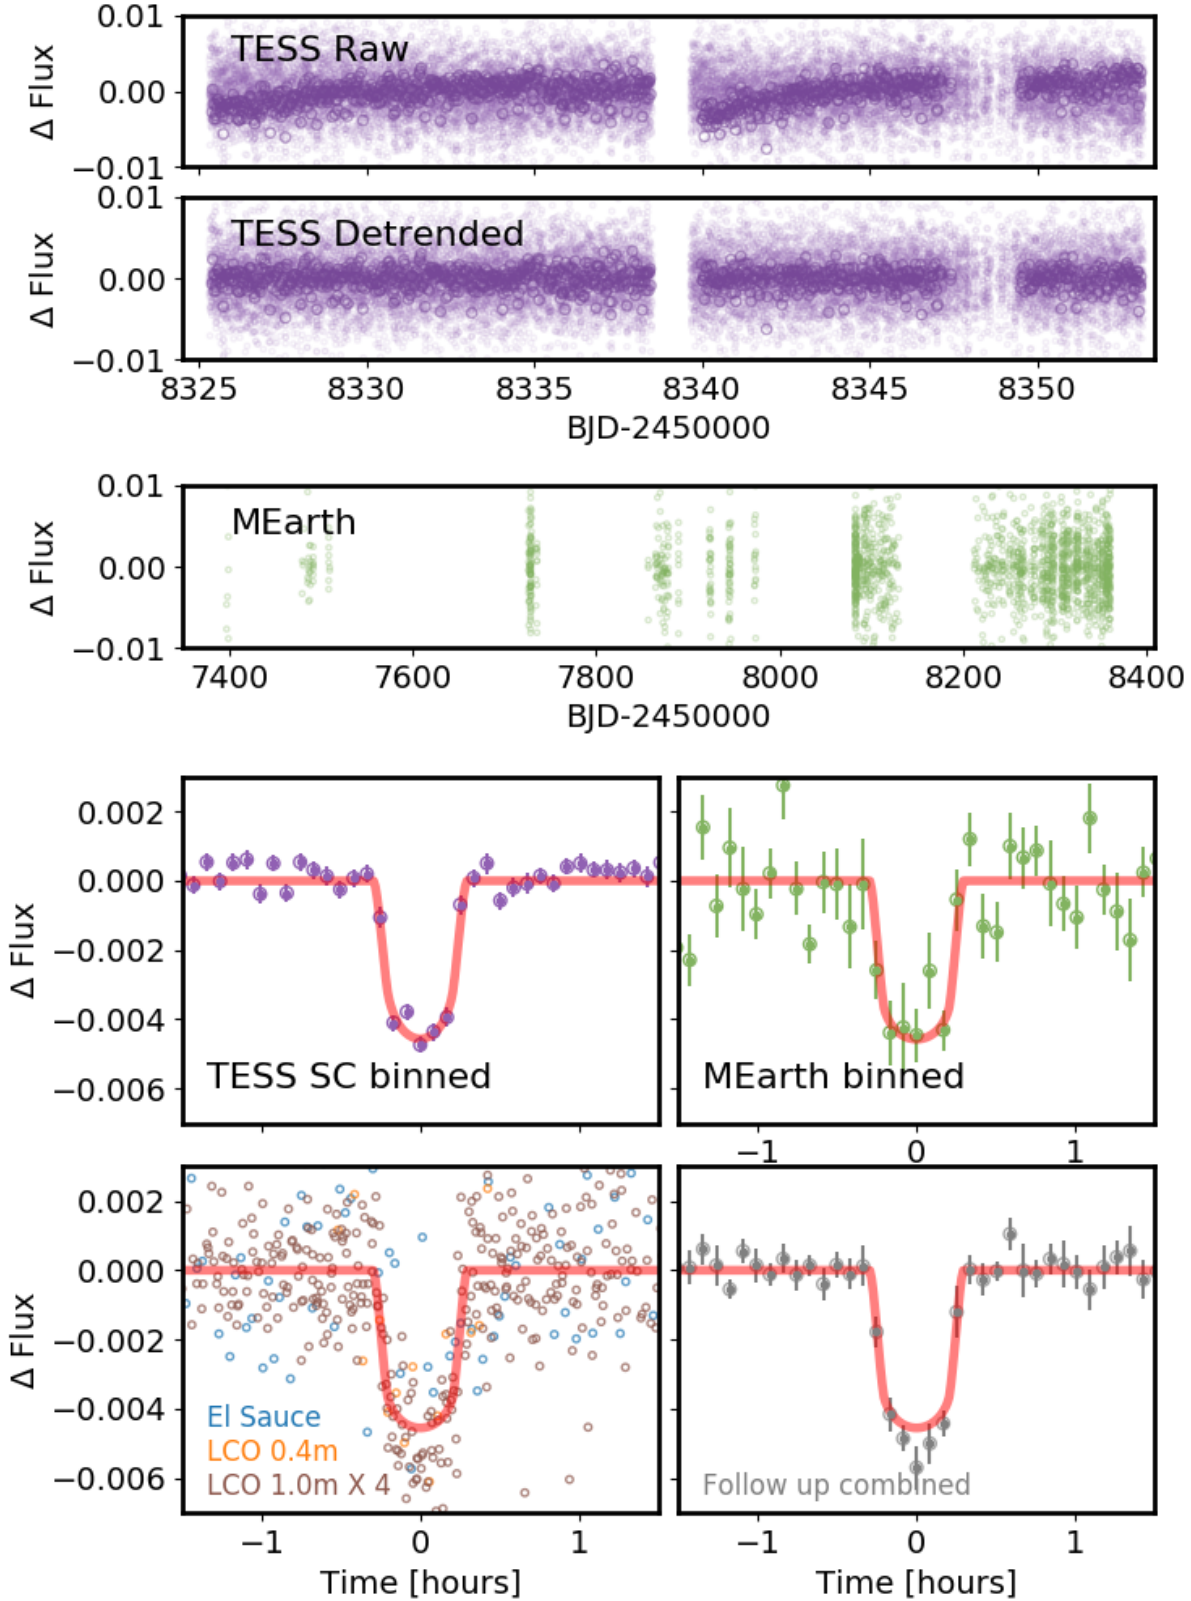 0.01
TESS Raw
Δ Flux
0.00
−0.01
0.01
TESS Detrended
Δ Flux
0.00
−0.01
8325 8330 8335 8340 8345 8350
BJD-2450000
0.01
MEarth
Δ Flux
0.00
−0.01
7400 7600 7800 8000 8200 8400
BJD-2450000
0.002
0.000
−0.002
Δ Flux
−0.004
−0.006
TESS SC binned
MEarth binned
−1 0 1
0.002
0.000
−0.002
Δ Flux
−0.004
−0.006
El Sauce
LCO 0.4m
LCO 1.0m X 4
Follow up combined
−1 0 1
−1 0 1
Time [hours]
Time [hours]